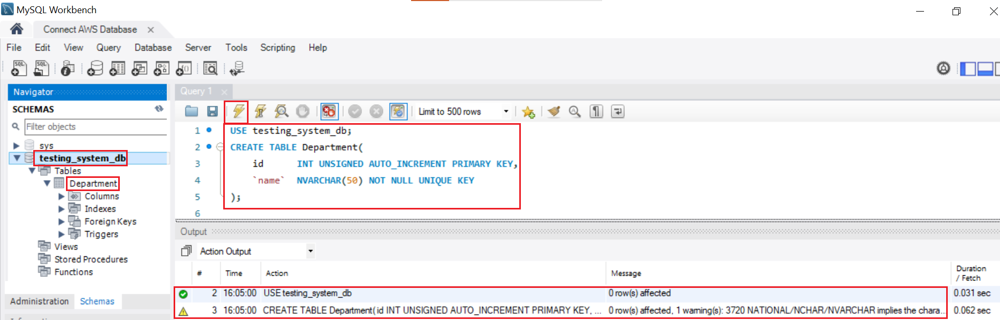 MySQL Workbench
Connect AWS Database
File Edit View Query Database Server Tools Scripting Help
Navigator
SCHEMAS
Filter objects
sys
testing_system_db
Tables
Department
Columns
Indexes
Foreign Keys
Triggers
Views
Stored Procedures
Functions
Administration Schemas
Query 1
Limit to 500 rows
1 USE testing_system_db;
2 CREATE TABLE Department(
3 id INT UNSIGNED AUTO_INCREMENT PRIMARY KEY,
4 `name` NVARCHAR(50) NOT NULL UNIQUE KEY
5 );
6
Output
Action Output
# Time Action Message Duration / Fetch
2 16:05:00 USE testing_system_db 0 row(s) affected 0.031 sec
3 16:05:00 CREATE TABLE Department( id INT UNSIGNED AUTO_INCREMENT PRIMARY KEY, ... 0 row(s) affected, 1 warning(s): 3720 NATIONAL/NCHAR/NVARCHAR implies the chara... 0.062 sec